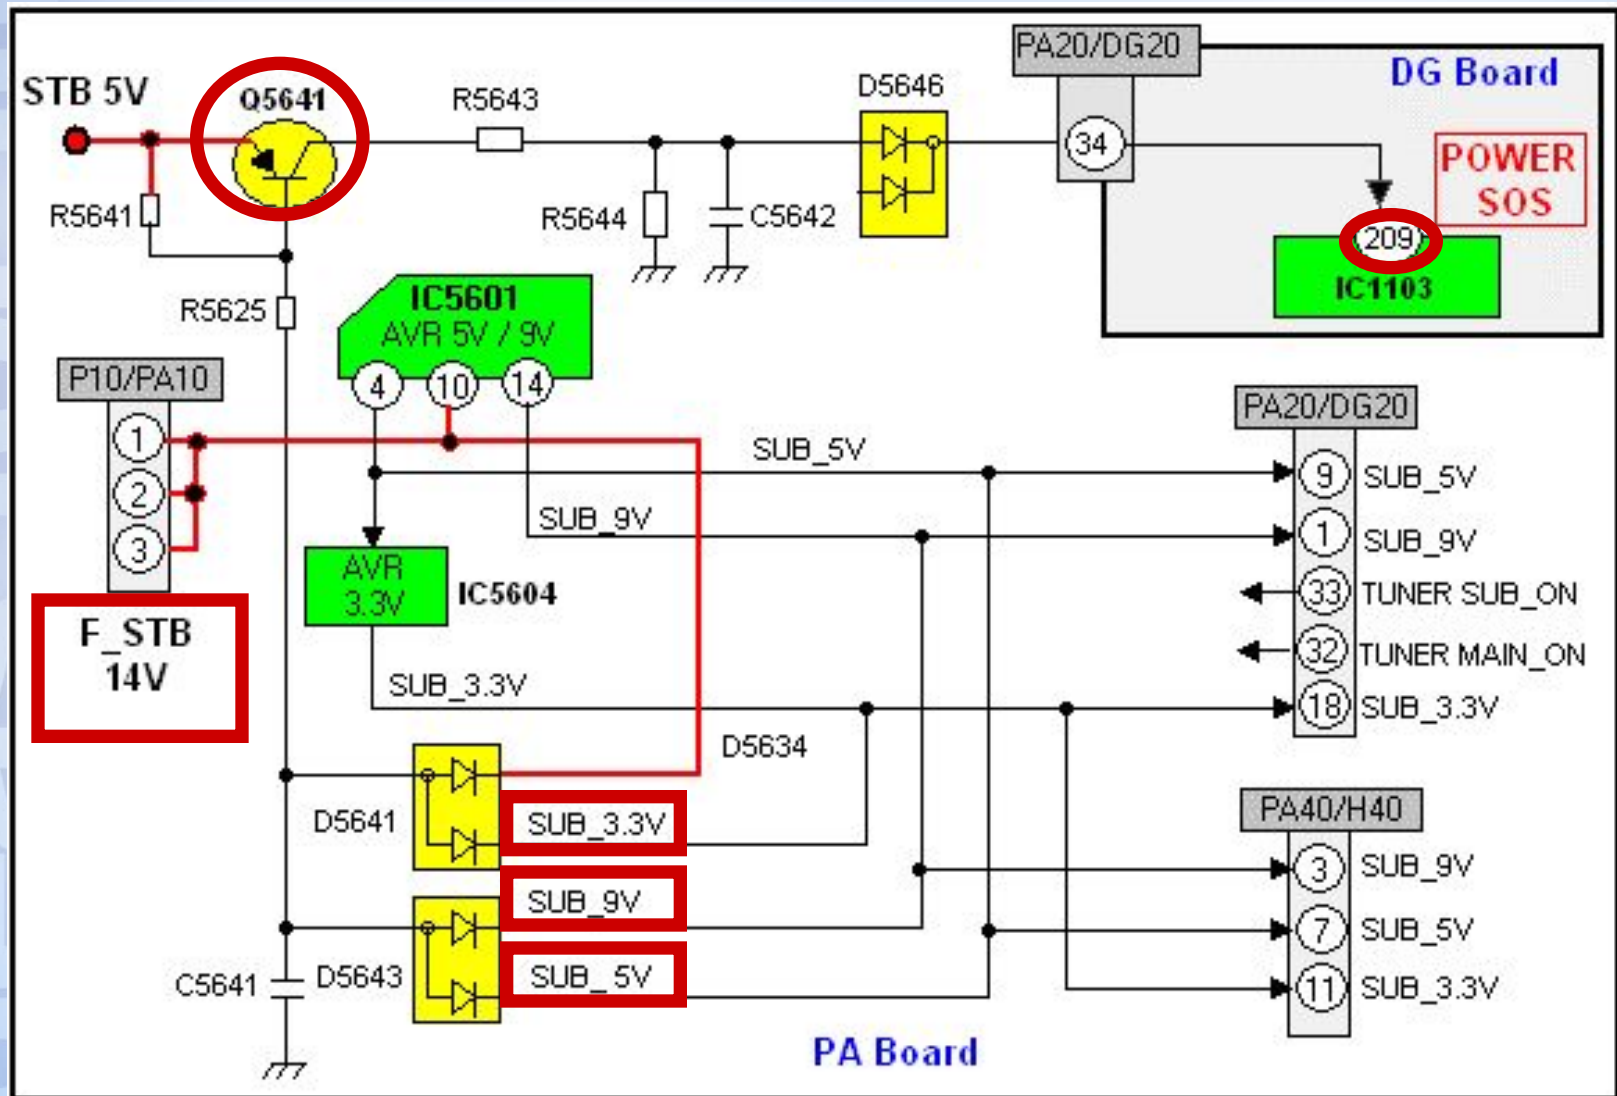 PA20/DG20
DG Board
STB 5V
Q5641
R5643
D5646
34
POWER
SOS
R5641
R5644
C5642
209
IC1103
R5625
IC5601
AVR 5V / 9V
4
10
14
P10/PA10
1
2
3
F_STB
14V
PA20/DG20
SUB_5V
9
SUB_5V
SUB_9V
1
SUB_9V
33
TUNER SUB_ON
32
TUNER MAIN_ON
18
SUB_3.3V
AVR
3.3V
IC5604
SUB_3.3V
D5634
D5641
SUB_3.3V
SUB_9V
D5643
SUB_ 5V
C5641
PA40/H40
3
SUB_9V
7
SUB_5V
11
SUB_3.3V
PA Board